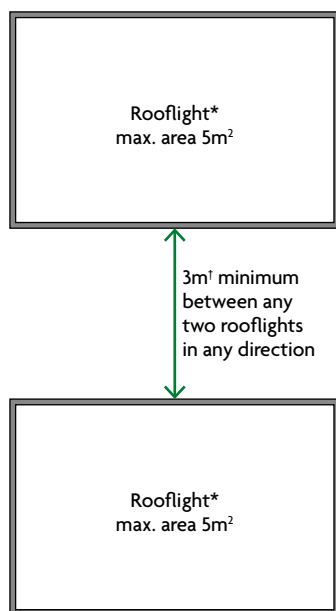 Rooflight*
max. area 5m²
3m† minimum
between any
two rooflights
in any direction
Rooflight*
max. area 5m²